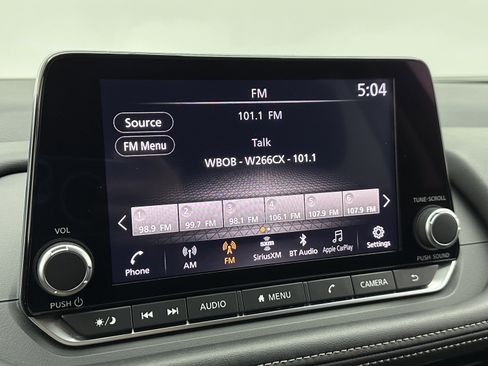 FM
5:04
101.1 FM
Source
Talk
FM Menu
WBOB - W266CX - 101.1
1 2 3 4 5 6
98.9 FM 99.7 FM 98.1 FM 106.1 FM 107.9 FM 107.9 FM
Phone
AM
FM
SiriusXM
BT Audio
Apple CarPlay
Settings
VOL
PUSH
TUNE·SCROLL
PUSH SOUND
AUDIO
MENU
CAMERA